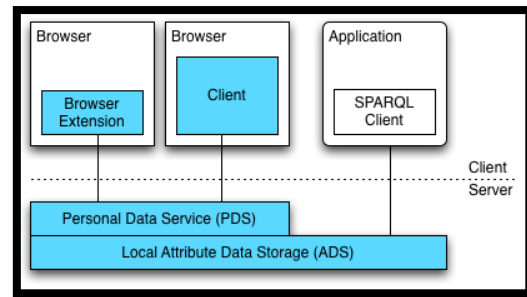 Browser
Browser
Application
Browser
Extension
Client
SPARQL
Client
Client
Server
Personal Data Service (PDS)
Local Attribute Data Storage (ADS)